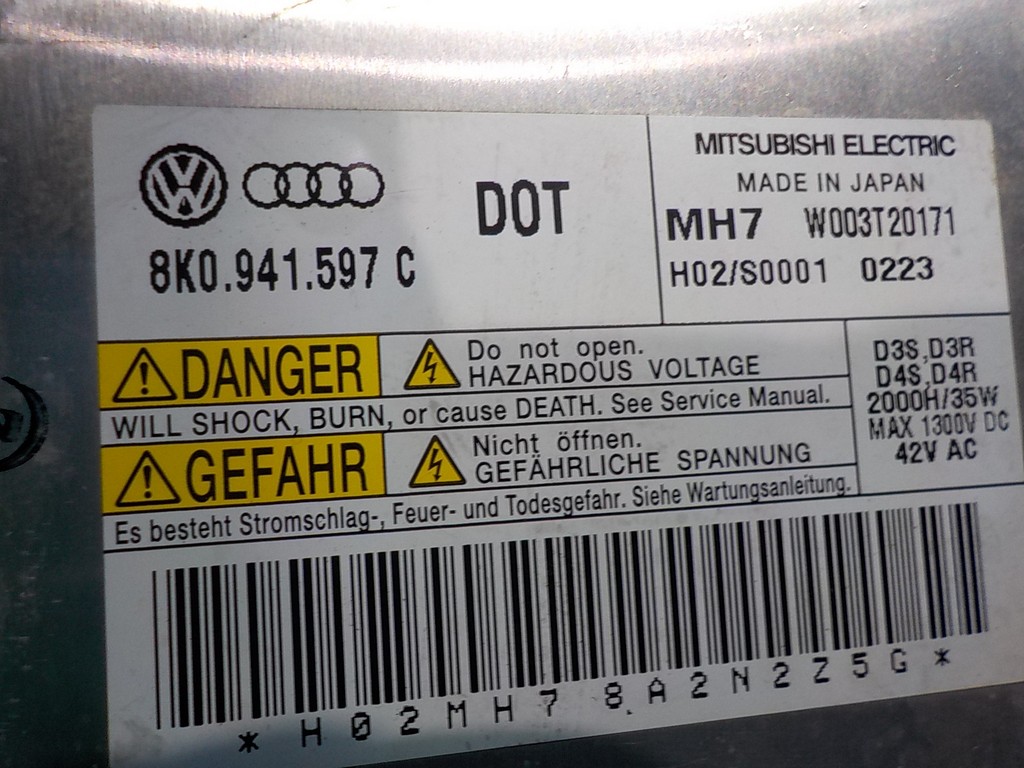 8K0.941.597 C
DOT
MITSUBISHI ELECTRIC
MADE IN JAPAN
MH7 W003T20171
H02/S0001 0223
DANGER
Do not open.
HAZARDOUS VOLTAGE
WILL SHOCK, BURN, or cause DEATH. See Service Manual.
GEFAHR
Nicht öffnen.
GEFÄHRLICHE SPANNUNG
Es besteht Stromschlag-, Feuer- und Todesgefahr. Siehe Wartungsanleitung.
D3S,D3R
D4S,D4R
2000H/35W
MAX 1300V DC
42V AC
*H02MH78A2N2Z5G*